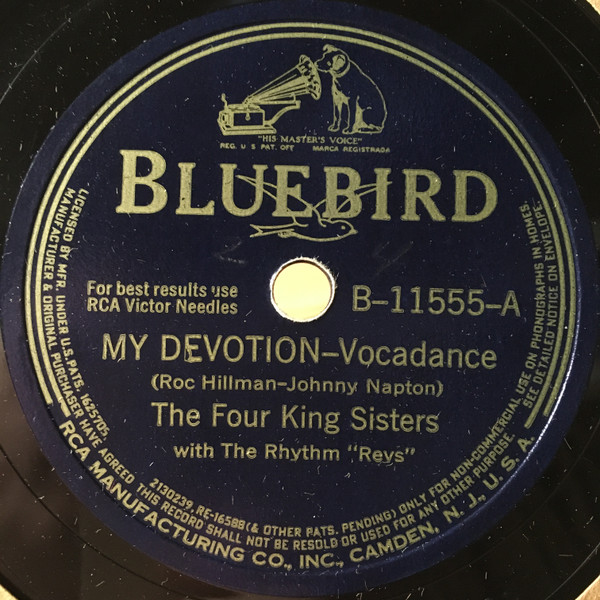 "HIS MASTER'S VOICE"
REG. U S PAT. OFF MARCA REGISTRADA
BLUEBIRD
For best results use
RCA Victor Needles
B-11555-A
MY DEVOTION-Vocadance
(Roc Hillman-Johnny Napton)
The Four King Sisters
with The Rhythm "Reys"
LICENSED BY MFR. UNDER U.S. PATS. 1625705,
2130239, RE-16588 (& OTHER PATS. PENDING) ONLY FOR NON-COMMERCIAL USE ON PHONOGRAPHS IN HOMES.
MANUFACTURER & ORIGINAL PURCHASER HAVE AGREED THIS RECORD SHALL NOT BE RESOLD OR USED FOR ANY OTHER PURPOSE. SEE DETAILED NOTICE ON ENVELOPE.
RCA MANUFACTURING CO., INC., CAMDEN, N. J., U. S. A.